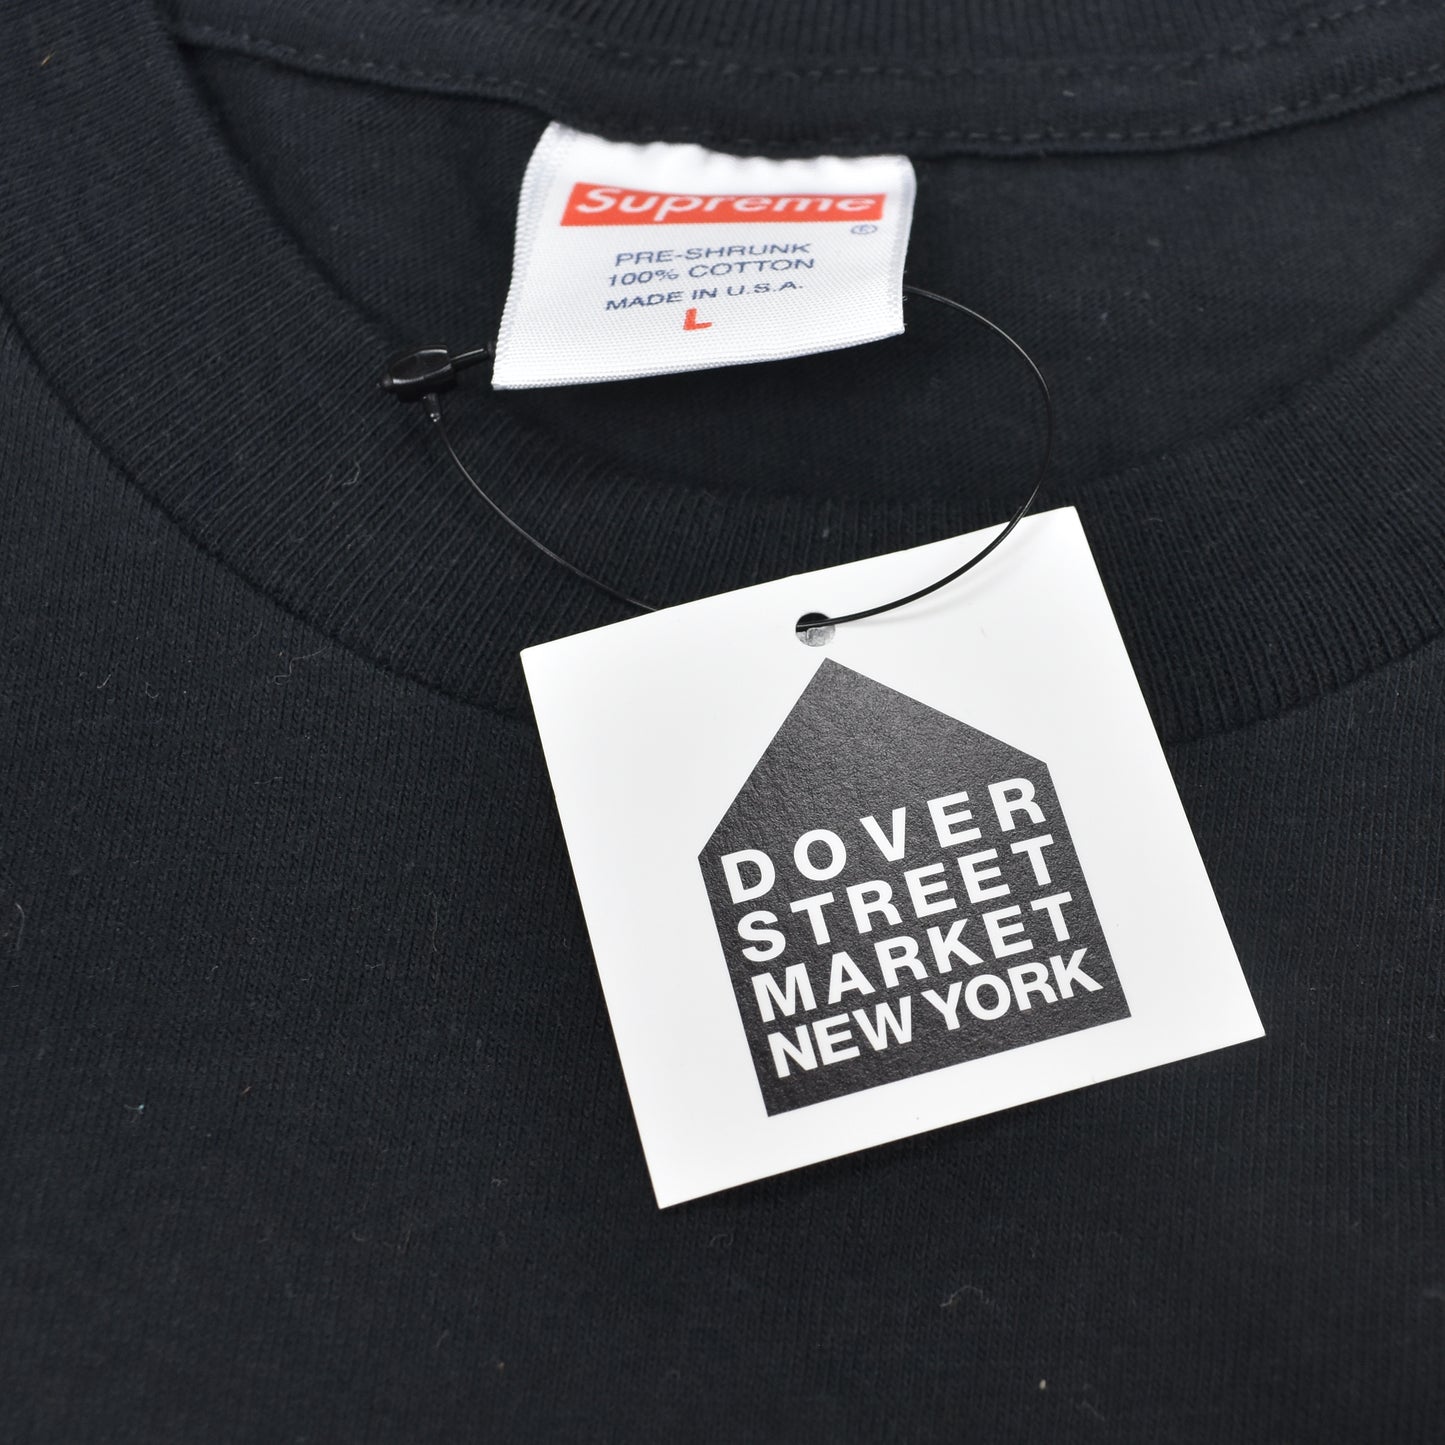 Supreme
®
PRE-SHRUNK
100% COTTON
MADE IN U.S.A.
L
DOVER
STREET
MARKET
NEW YORK